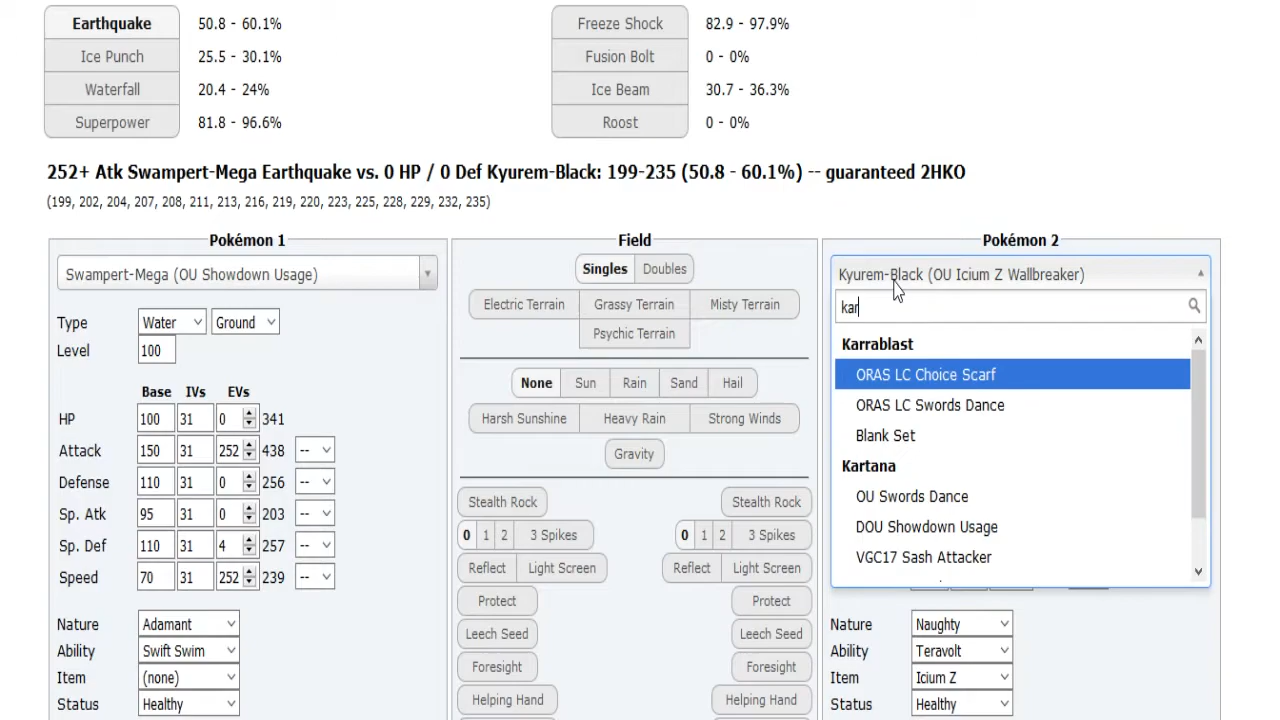 Earthquake 50.8 - 60.1% Freeze Shock 82.9 - 97.9%
Ice Punch 25.5 - 30.1% Fusion Bolt 0 - 0%
Waterfall 20.4 - 24% Ice Beam 30.7 - 36.3%
Superpower 81.8 - 96.6% Roost 0 - 0%
252+ Atk Swampert-Mega Earthquake vs. 0 HP / 0 Def Kyurem-Black: 199-235 (50.8 - 60.1%) -- guaranteed 2HKO
(199, 202, 204, 207, 208, 211, 213, 216, 219, 220, 223, 225, 228, 229, 232, 235)
Pokémon 1
Swampert-Mega (OU Showdown Usage)
Type Water Ground
Level 100
Base IVs EVs
HP 100 31 0 341
Attack 150 31 252 438 --
Defense 110 31 0 256 --
Sp. Atk 95 31 0 203 --
Sp. Def 110 31 4 257 --
Speed 70 31 252 239 --
Nature Adamant
Ability Swift Swim
Item (none)
Status Healthy
Field
Singles Doubles
Electric Terrain Grassy Terrain Misty Terrain
Psychic Terrain
None Sun Rain Sand Hail
Harsh Sunshine Heavy Rain Strong Winds
Gravity
Stealth Rock Stealth Rock
0 1 2 3 Spikes 0 1 2 3 Spikes
Reflect Light Screen Reflect Light Screen
Protect Protect
Leech Seed Leech Seed
Foresight Foresight
Helping Hand Helping Hand
Pokémon 2
Kyurem-Black (OU Icium Z Wallbreaker)
kar
Karrablast
ORAS LC Choice Scarf
ORAS LC Swords Dance
Blank Set
Kartana
OU Swords Dance
DOU Showdown Usage
VGC17 Sash Attacker
Nature Naughty
Ability Teravolt
Item Icium Z
Status Healthy